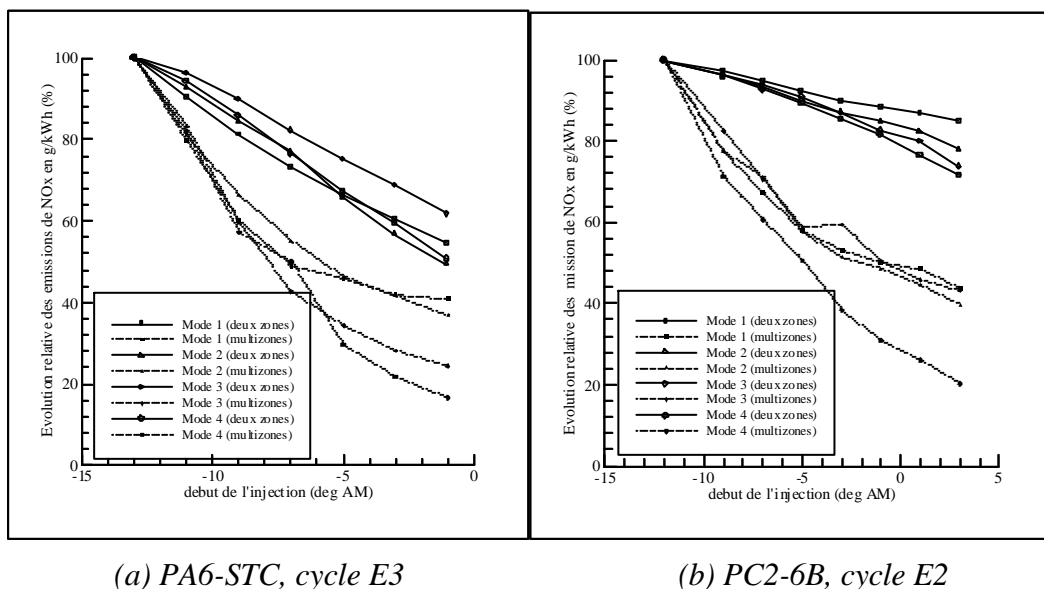 Evolution relative des emissions de NOx en g/kWh (%)
100
80
60
40
20
0
Mode 1 (deux zones)
Mode 1 (multizones)
Mode 2 (deux zones)
Mode 2 (multizones)
Mode 3 (deux zones)
Mode 3 (multizones)
Mode 4 (deux zones)
Mode 4 (multizones)
-15 -10 -5 0
debut de l'injection (deg AM)
Evolution relative des mission de NOx en g/kWh (%)
100
80
60
40
20
0
Mode 1 (deux zones)
Mode 1 (multizones)
Mode 2 (deux zones)
Mode 2 (multizones)
Mode 3 (deux zones)
Mode 3 (multizones)
Mode 4 (deux zones)
Mode 4 (multizones)
-15 -10 -5 0 5
debut de l'injection (deg AM)
(a) PA6-STC, cycle E3
(b) PC2-6B, cycle E2